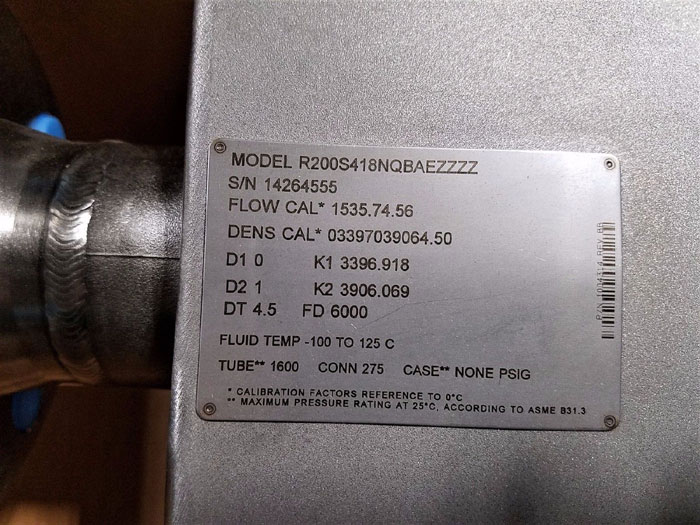 MODEL R200S418NQBAEZZZZ
S/N 14264555
FLOW CAL* 1535.74.56
DENS CAL* 03397039064.50
D1 0 K1 3396.918
D2 1 K2 3906.069
DT 4.5 FD 6000
FLUID TEMP -100 TO 125 C
TUBE** 1600 CONN 275 CASE** NONE PSIG
* CALIBRATION FACTORS REFERENCE TO 0°C
** MAXIMUM PRESSURE RATING AT 25°C, ACCORDING TO ASME B31.3